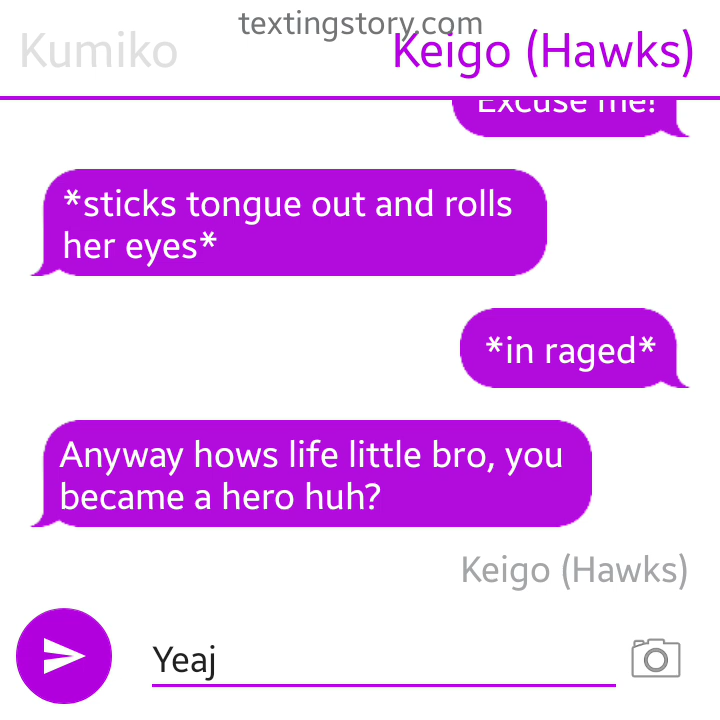 textingstory.com
Kumiko
Keigo (Hawks)
Excuse me!
*sticks tongue out and rolls
her eyes*
*in raged*
Anyway hows life little bro, you
became a hero huh?
Keigo (Hawks)
Yeaj